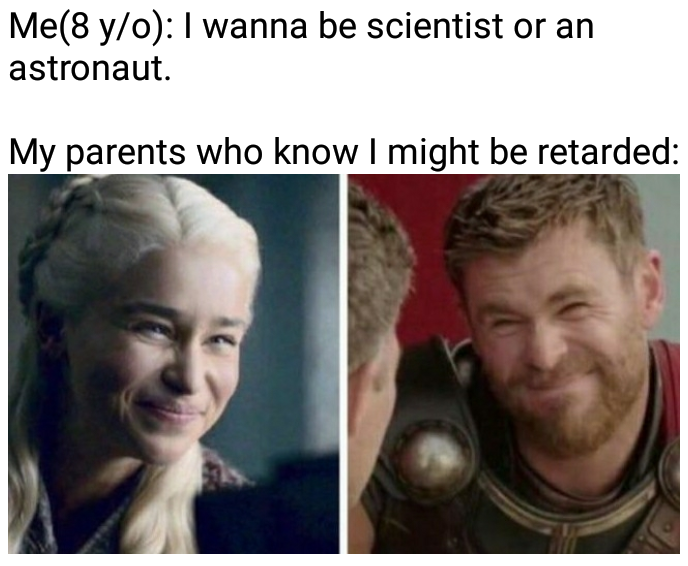 Me(8 y/o): I wanna be scientist or an
astronaut.
My parents who know I might be retarded: